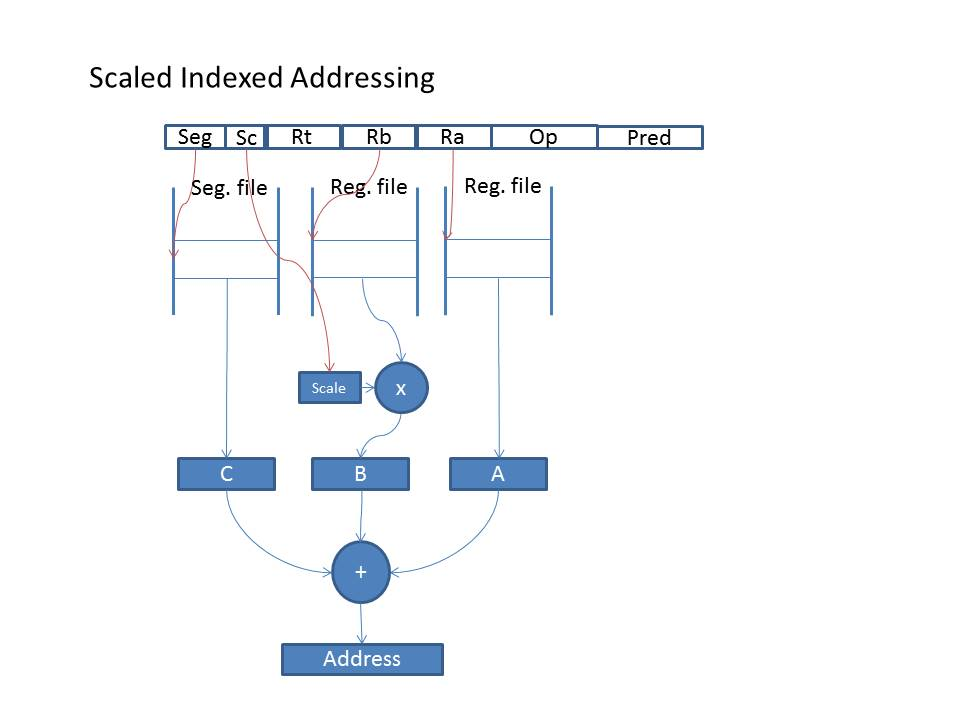 Scaled Indexed Addressing
Seg Sc Rt Rb Ra Op Pred
Seg. file Reg. file Reg. file
Scale x
C B A
+
Address